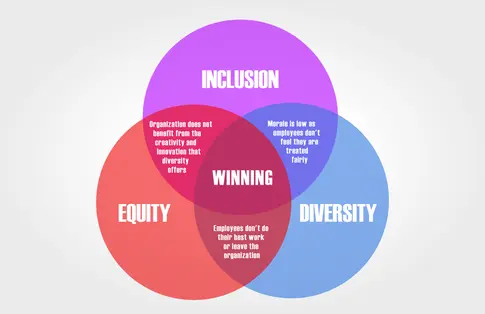 INCLUSION
Organization does not
benefit from the
creativity and
innovation that
diversity
offers
Morale is low as
employees don't
feel they are
treated
fairly
WINNING
EQUITY
DIVERSITY
Employees don't do
their best work
or leave the
organization